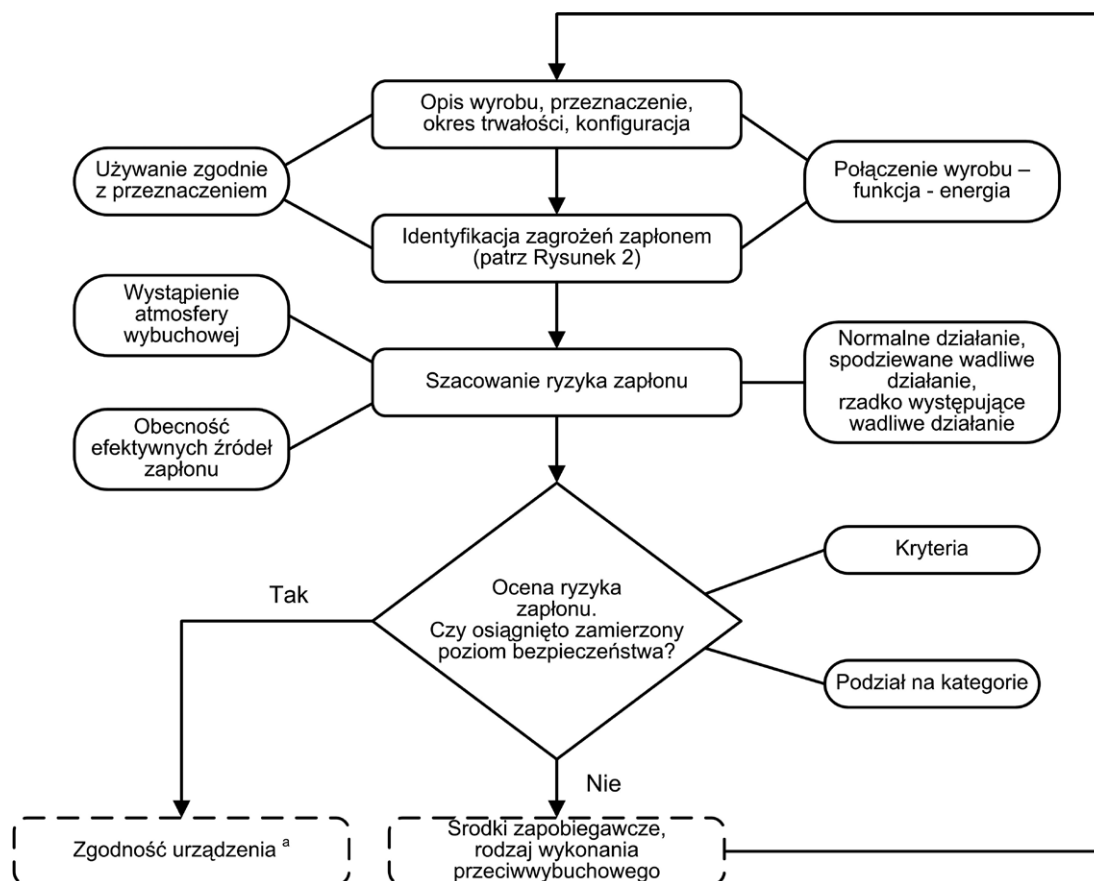 Opis wyrobu, przeznaczenie,
okres trwałości, konfiguracja
Używanie zgodnie
z przeznaczeniem
Połączenie wyrobu –
funkcja - energia
Identyfikacja zagrożeń zapłonem
(patrz Rysunek 2)
Wystąpienie
atmosfery
wybuchowej
Szacowanie ryzyka zapłonu
Normalne działanie,
spodziewane wadliwe
działanie,
rzadko występujące
wadliwe działanie
Obecność
efektywnych źródeł
zapłonu
Kryteria
Tak
Ocena ryzyka
zapłonu.
Czy osiągnięto zamierzony
poziom bezpieczeństwa?
Podział na kategorie
Nie
Zgodność urządzenia ᵃ
Środki zapobiegawcze,
rodzaj wykonania
przeciwwybuchowego